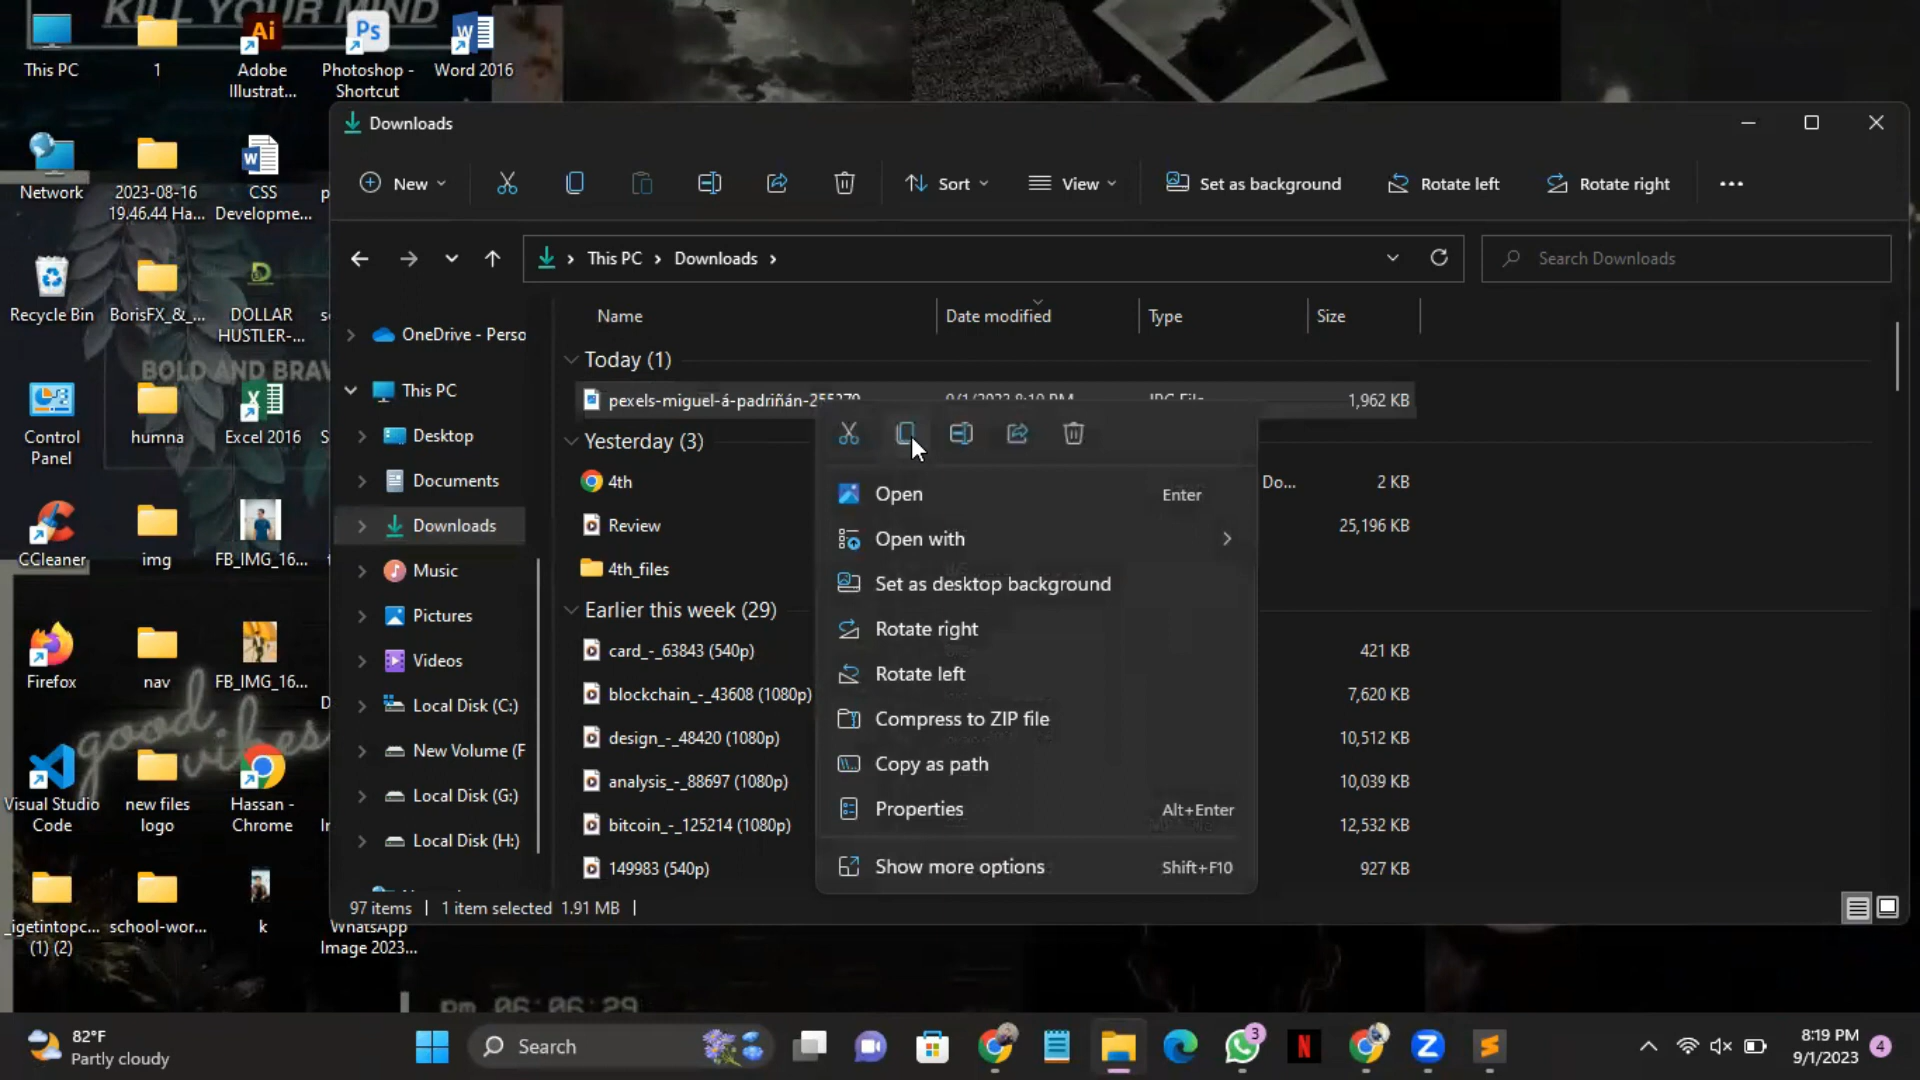 KILL YOUR MIND
This PC
1
Adobe
Illustrat...
Photoshop -
Shortcut
Word 2016
Network
2023-08-16
19.46.44 Ha...
CSS
Developme...
Recycle Bin
BorisFX_&_...
DOLLAR
HUSTLER-...
BOLD AND BRAV
Control
Panel
humna
Excel 2016
CCleaner
img
FB_IMG_16...
Firefox
nav
FB_IMG_16...
good
vibes
Visual Studio
Code
new files
logo
Hassan -
Chrome
_igetintopc...
(1) (2)
school-wor...
k
WhatsApp
Image 2023...
Downloads
New
Sort
View
Set as background
Rotate left
Rotate right
This PC
Downloads
Search Downloads
OneDrive - Perso
This PC
Desktop
Documents
Downloads
Music
Pictures
Videos
Local Disk (C:)
New Volume (F
Local Disk (G:)
Local Disk (H:)
Name Date modified Type Size
Today (1)
pexels-miguel-á-padriñán-255379 9/1/2023 8:19 PM JPG File 1,962 KB
Yesterday (3)
4th Do... 2 KB
Review 25,196 KB
4th_files
Earlier this week (29)
card_-_63843 (540p) 421 KB
blockchain_-_43608 (1080p) 7,620 KB
design_-_48420 (1080p) 10,512 KB
analysis_-_88697 (1080p) 10,039 KB
bitcoin_-_125214 (1080p) 12,532 KB
149983 (540p) 927 KB
Open Enter
Open with
Set as desktop background
Rotate right
Rotate left
Compress to ZIP file
Copy as path
Properties Alt+Enter
Show more options Shift+F10
97 items 1 item selected 1.91 MB
PM 06:06:29
82°F
Partly cloudy
Search
3
8:19 PM
9/1/2023
4